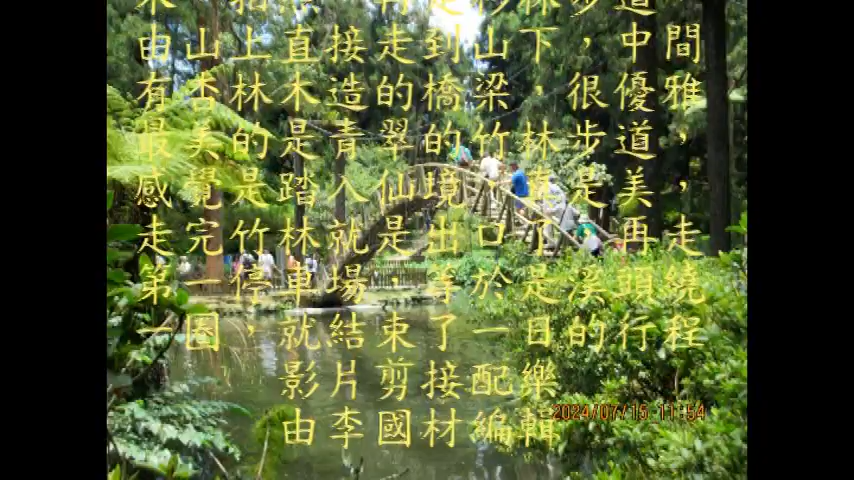 由山上直接走到山下，中間
有杏林木造的橋梁，很優雅，
最美的是青翠的竹林步道，
感覺是踏入仙境，真是美，
走完竹林就是出口了再走
第一停車場，等於是溪頭繞
一圈，就結束了一日的行程
影片剪接配樂
由李國材編輯
2024/07/15 11:54